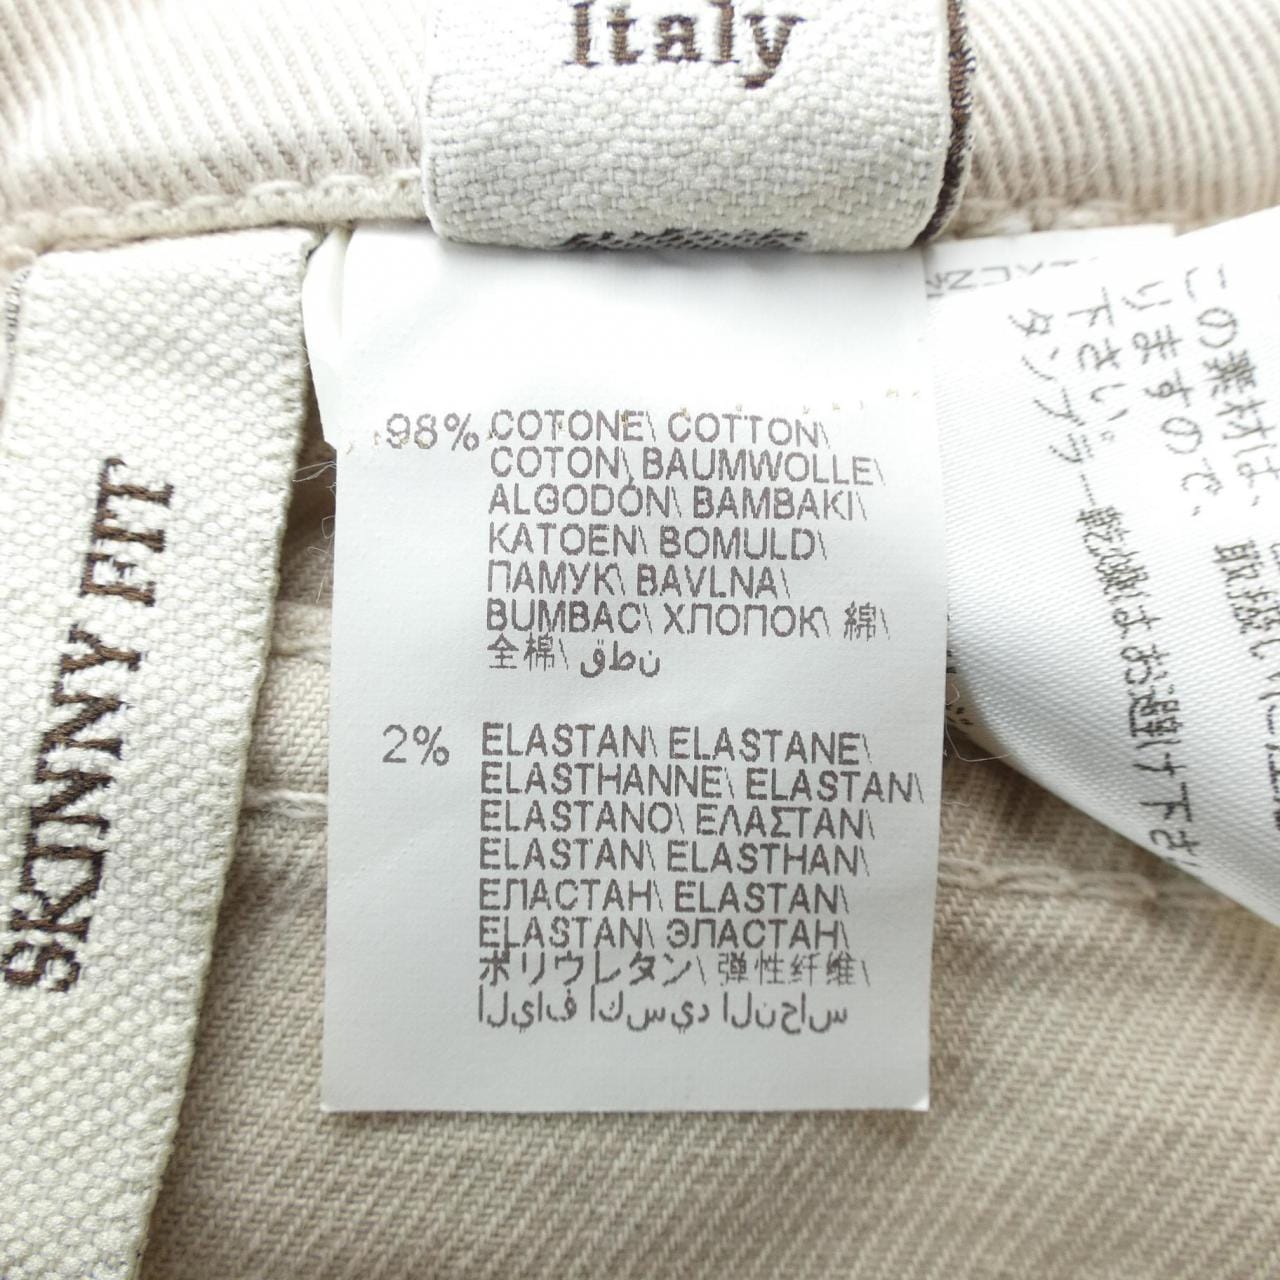 Italy
SKINNY FIT
98% COTONE\ COTTON\
COTON\ BAUMWOLLE\
ALGODÓN\ BAMBAKI\
KATOEN\ BOMULD\
ПАМУК\ BAVLNA\
BUMBAC\ ХЛОПОК\ 綿\
全棉\ قطن
2% ELASTAN\ ELASTANE\
ELASTHANNE\ ELASTAN\
ELASTANO\ ΕΛΑΣΤΑΝ\
ELASTAN\ ELASTHAN\
ЕЛАСТАН\ ELASTAN\
ELASTAN\ ЭЛАСТАН\
ポリウレタン\ 弹性纤维\
الياف اكسيد النحاس
この素材は、
りますので、
下さい。
タンブラー乾燥はお避け下さ